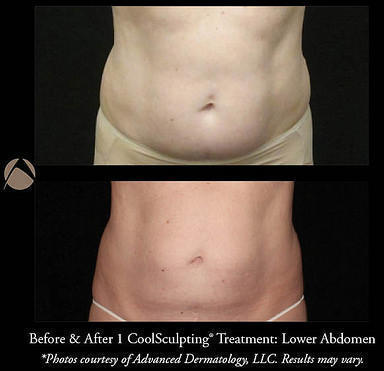 Before & After 1 CoolSculpting® Treatment: Lower Abdomen
*Photos courtesy of Advanced Dermatology, LLC. Results may vary.